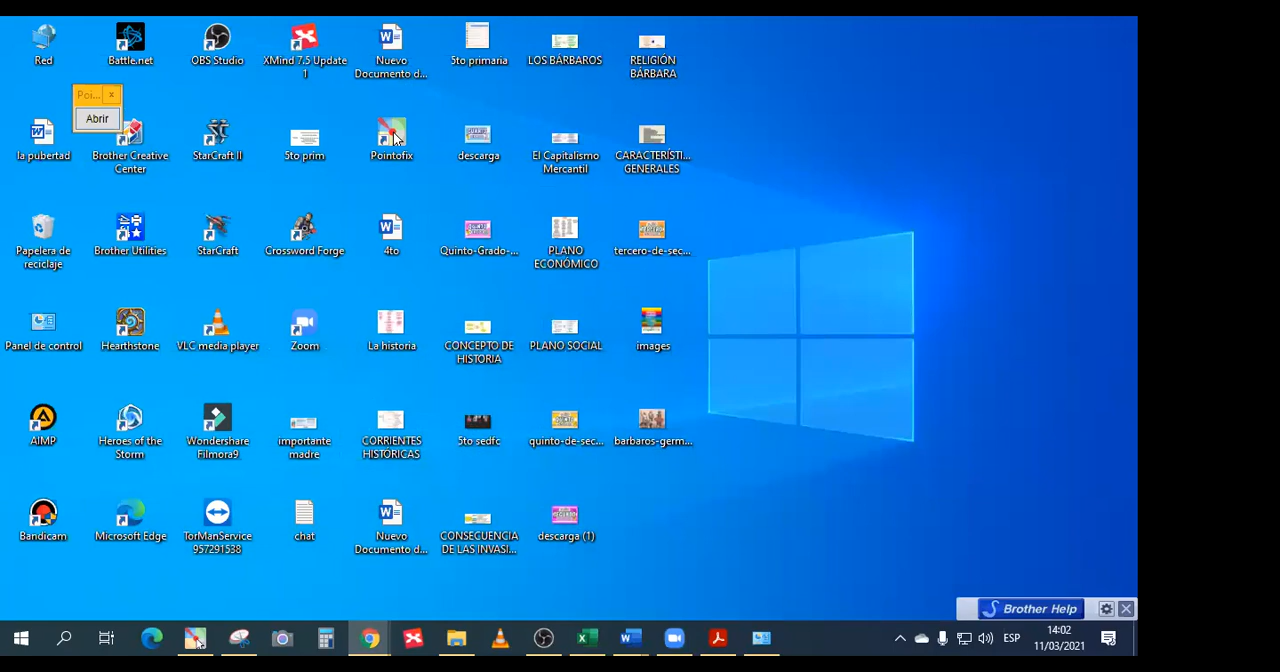 Red
Battle.net
OBS Studio
XMind 7.5 Update
1
Nuevo
Documento d...
5to primaria
LOS BÁRBAROS
RELIGIÓN
BÁRBARA
Poi... x
Abrir
la pubertad
Brother Creative
Center
StarCraft II
5to prim
Pointofix
descarga
El Capitalismo
Mercantil
CARACTERÍSTI...
GENERALES
Papelera de
reciclaje
Brother Utilities
StarCraft
Crossword Forge
4to
Quinto-Grado-...
PLANO
ECONÓMICO
tercero-de-sec...
Panel de control
Hearthstone
VLC media player
Zoom
La historia
CONCEPTO DE
HISTORIA
PLANO SOCIAL
images
AIMP
Heroes of the
Storm
Wondershare
Filmora9
importante
madre
CORRIENTES
HISTÓRICAS
5to sedfc
quinto-de-sec...
barbaros-germ...
Bandicam
Microsoft Edge
TorManService
957291538
chat
Nuevo
Documento d...
CONSECUENCIA
DE LAS INVASI...
descarga (1)
Brother Help
ESP
14:02
11/03/2021